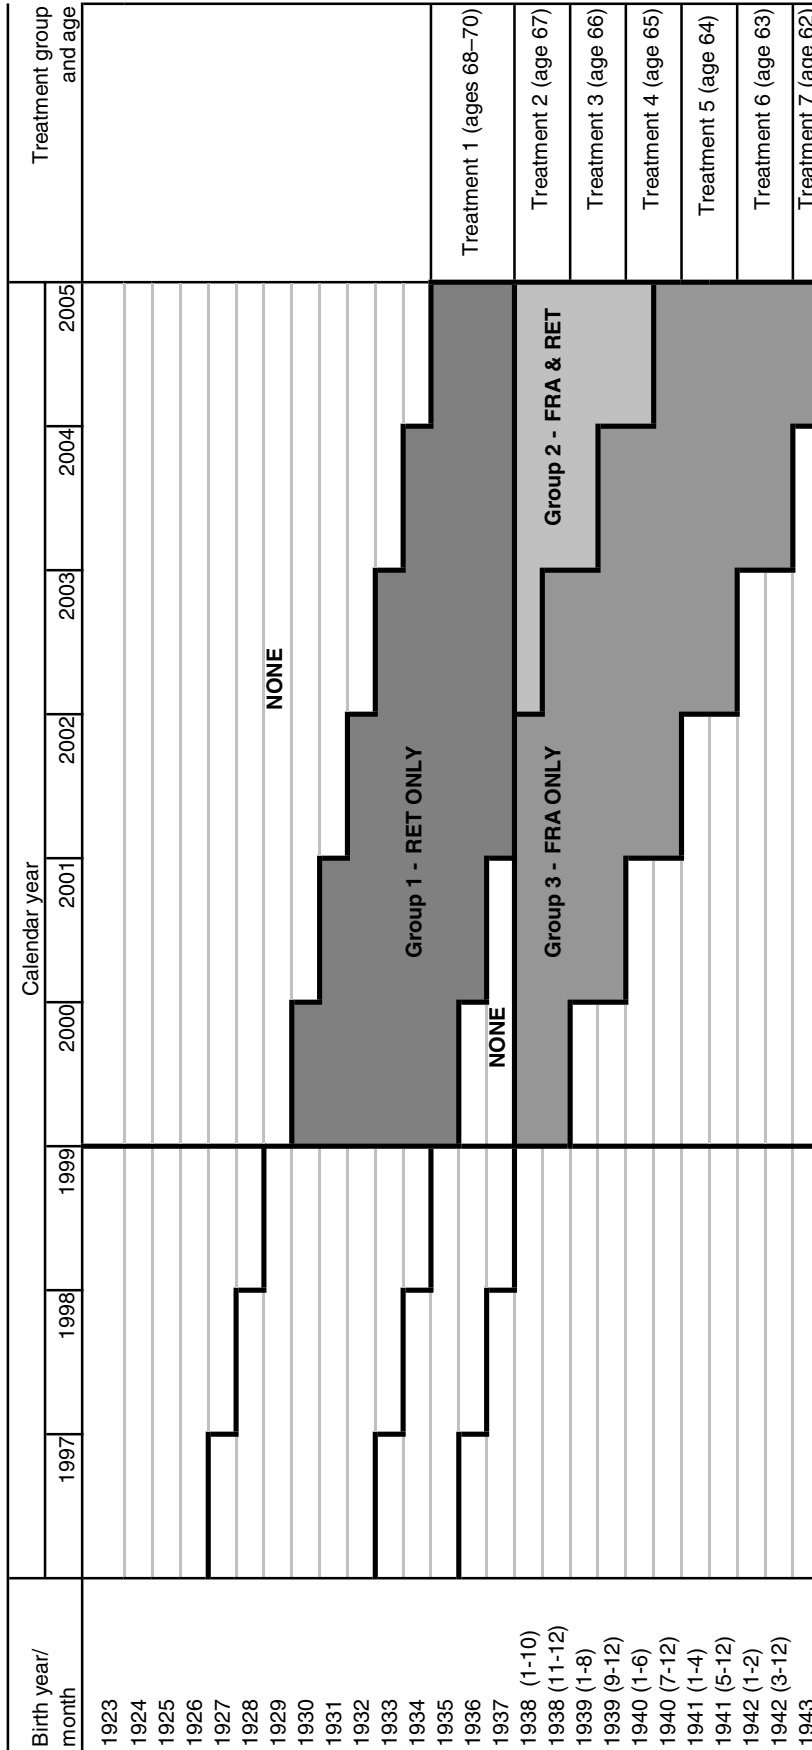 Birth year/
month
Calendar year
Treatment group
and age
1997
1998
1999
2000
2001
2002
2003
2004
2005
1923
1924
1925
1926
1927
1928
1929
1930
1931
1932
1933
1934
1935
1936
1937
1938 (1-10)
1938 (11-12)
1939 (1-8)
1939 (9-12)
1940 (1-6)
1940 (7-12)
1941 (1-4)
1941 (5-12)
1942 (1-2)
1942 (3-12)
1943
NONE
Group 1 - RET ONLY
NONE
Group 2 - FRA & RET
Group 3 - FRA ONLY
Treatment 1 (ages 68–70)
Treatment 2 (age 67)
Treatment 3 (age 66)
Treatment 4 (age 65)
Treatment 5 (age 64)
Treatment 6 (age 63)
Treatment 7 (age 62)